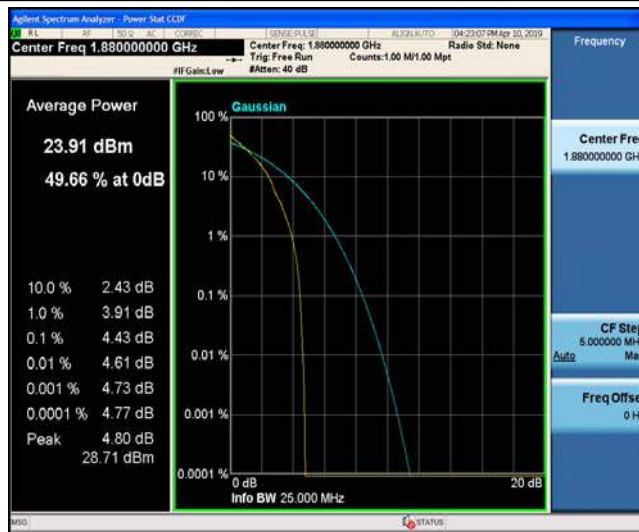 Agilent Spectrum Analyzer - Power Stat CCDF
RL RF 50 Ω AC CORREC SENSE:PULSE ALIGN AUTO 04:23:07 PM Apr 10, 2019
Center Freq 1.880000000 GHz
Center Freq: 1.880000000 GHz Radio Std: None
Trig: Free Run Counts:1.00 M/1.00 Mpt
#IFGain:Low #Atten: 40 dB
Frequency
Average Power
23.91 dBm
49.66 % at 0dB
10.0 % 2.43 dB
1.0 % 3.91 dB
0.1 % 4.43 dB
0.01 % 4.61 dB
0.001 % 4.73 dB
0.0001 % 4.77 dB
Peak 4.80 dB
28.71 dBm
Gaussian
100 %
10 %
1 %
0.1 %
0.01 %
0.001 %
0.0001 %
0 dB 20 dB
Info BW 25.000 MHz
Center Fre
1.880000000 GH
CF Ste
5.000000 MH
Auto Ma
Freq Offse
0 H
MSG STATUS